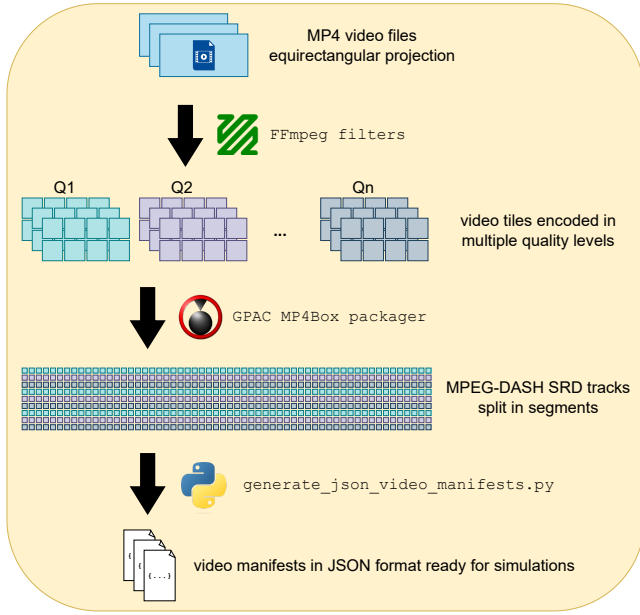 MP4 video files
equirectangular projection
FFmpeg filters
Q1
Q2
...
Qn
video tiles encoded in
multiple quality levels
GPAC MP4Box packager
MPEG-DASH SRD tracks
split in segments
generate_json_video_manifests.py
{
{
{...}
video manifests in JSON format ready for simulations